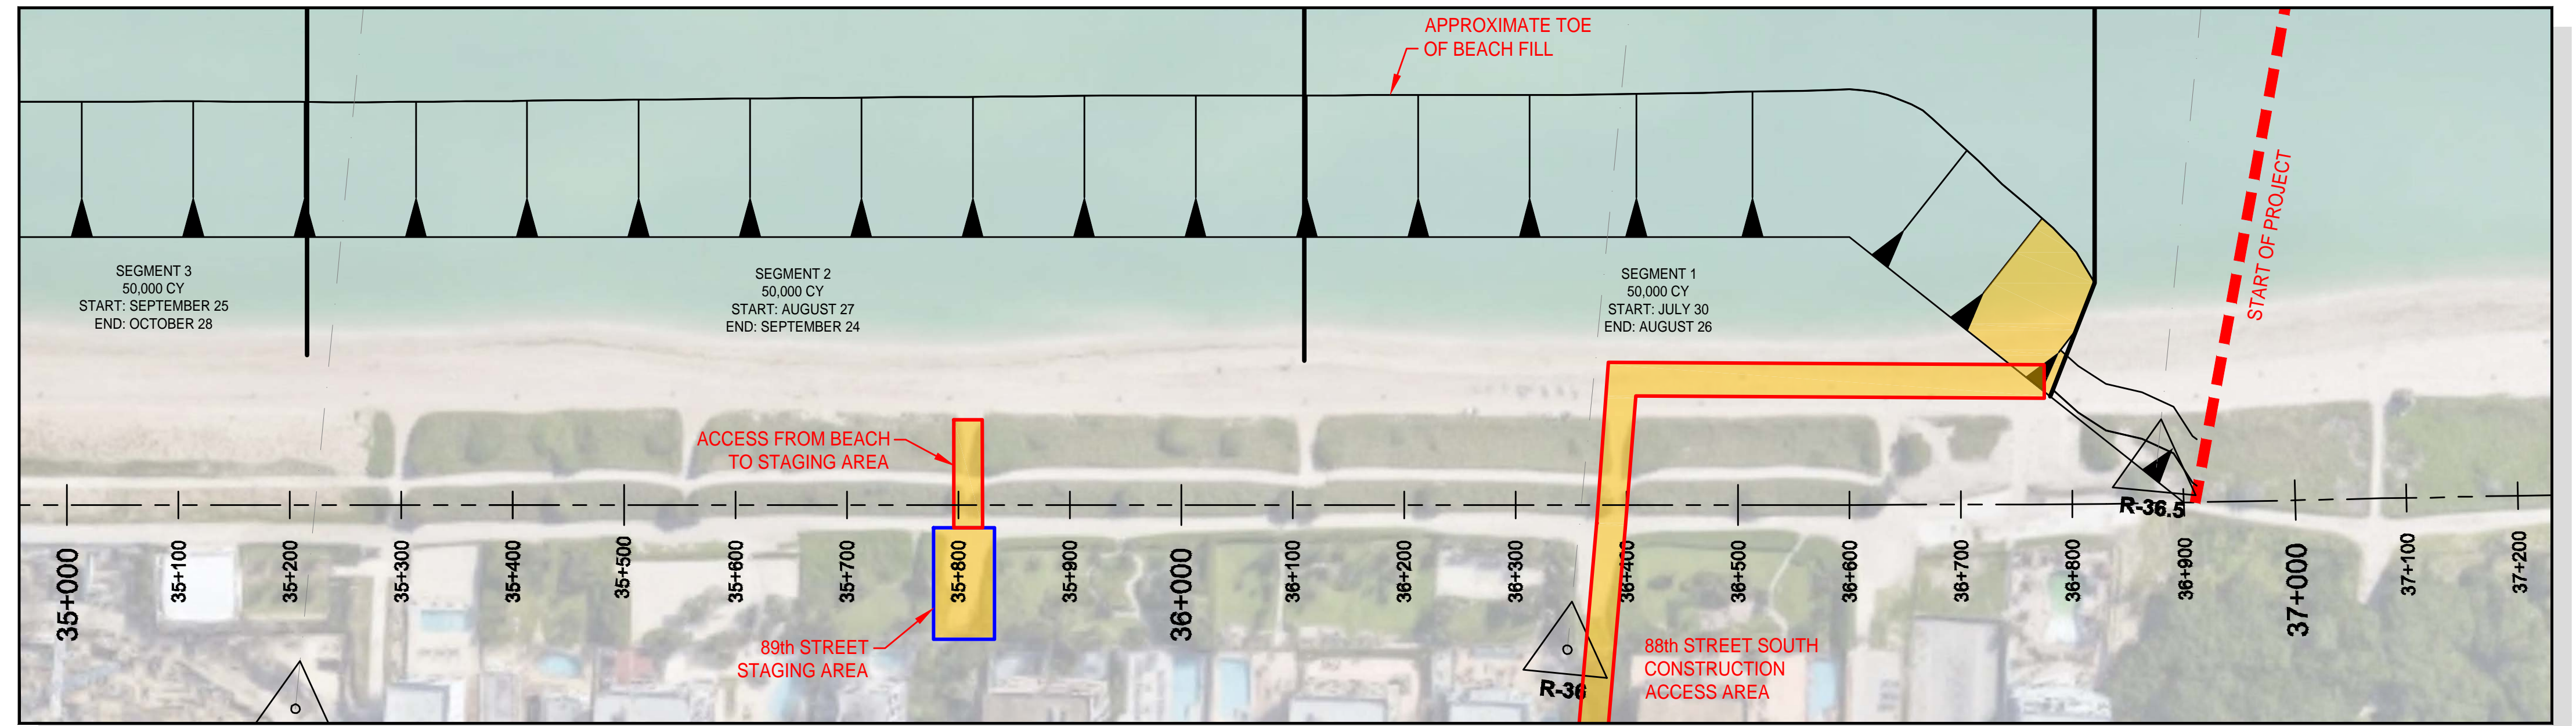 APPROXIMATE TOE
OF BEACH FILL
START OF PROJECT
SEGMENT 3
50,000 CY
START: SEPTEMBER 25
END: OCTOBER 28
SEGMENT 2
50,000 CY
START: AUGUST 27
END: SEPTEMBER 24
SEGMENT 1
50,000 CY
START: JULY 30
END: AUGUST 26
ACCESS FROM BEACH
TO STAGING AREA
R-36.5
35+000
35+100
35+200
35+300
35+400
35+500
35+600
35+700
35+800
35+900
36+000
36+100
36+200
36+300
36+400
36+500
36+600
36+700
36+800
36+900
37+000
37+100
37+200
89th STREET
STAGING AREA
R-36
88th STREET SOUTH
CONSTRUCTION
ACCESS AREA